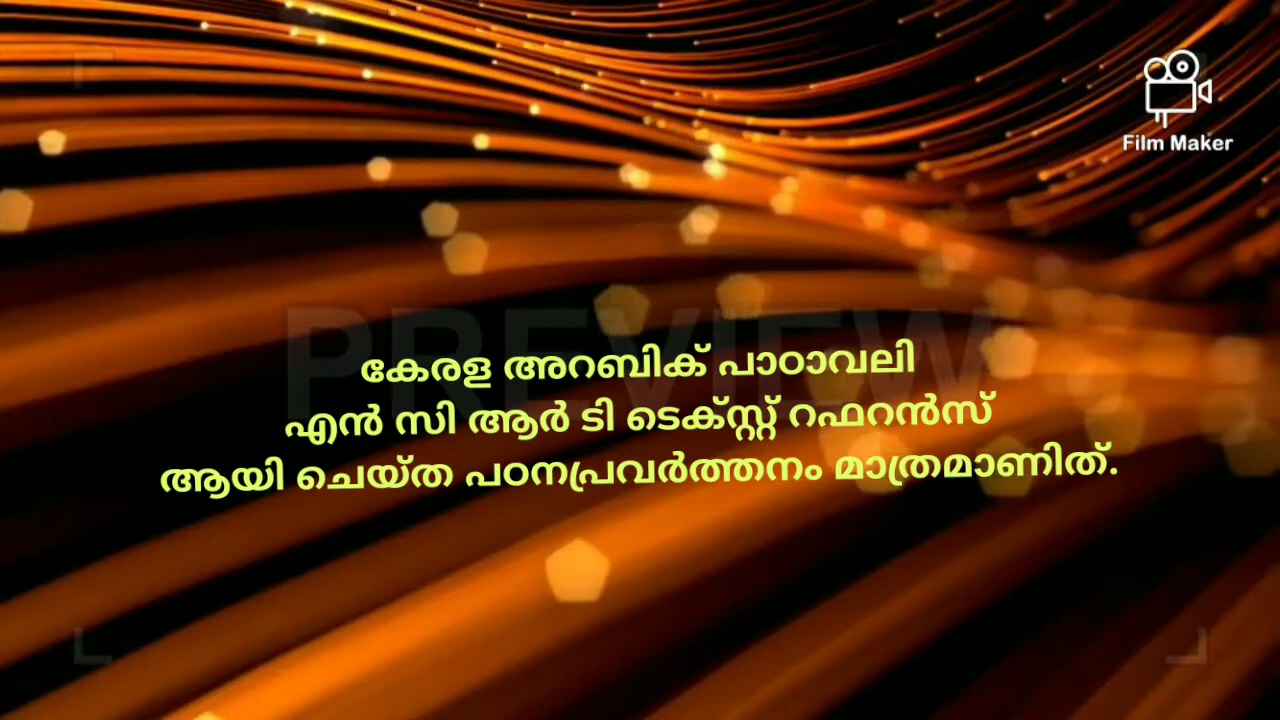 Film Maker
PREVIEW
കേരള അറബിക് പാഠാവലി
എൻ സി ആർ ടി ടെക്സ്റ്റ് റഫറൻസ്
ആയി ചെയ്ത പഠനപ്രവർത്തനം മാത്രമാണിത്.